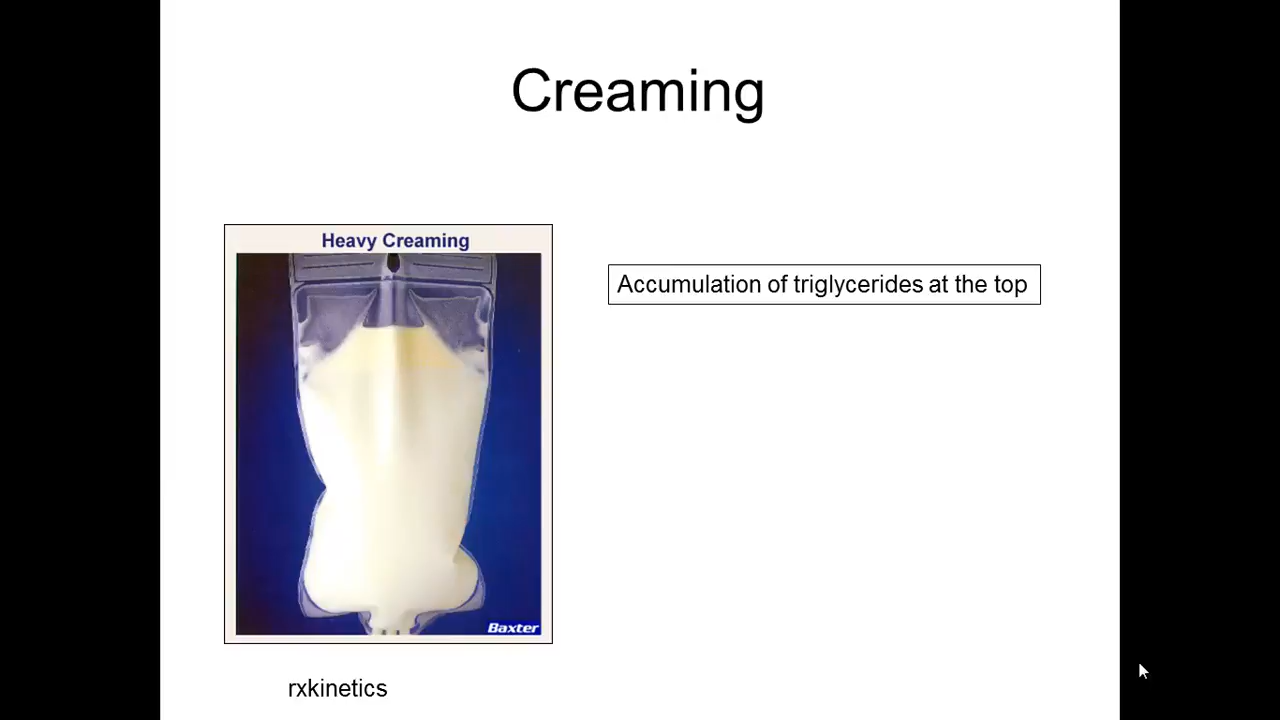 Creaming
Heavy Creaming
Accumulation of triglycerides at the top
Baxter
rxkinetics